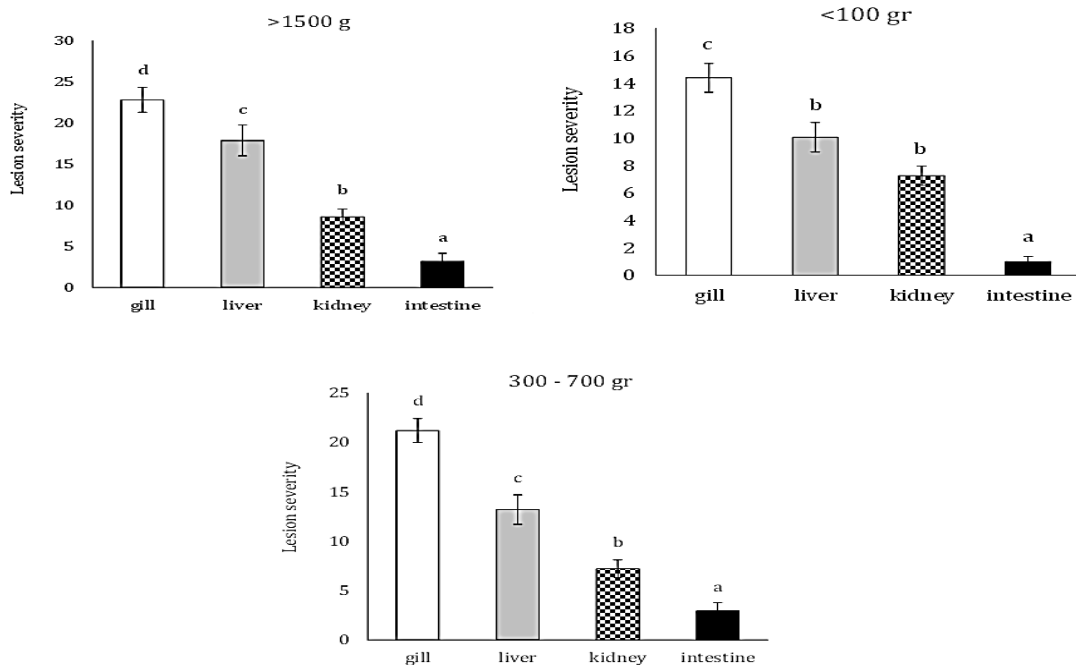 >1500 g
Lesion severity
30
25
20
15
10
5
0
d
c
b
a
gill liver kidney intestine
<100 gr
Lesion severity
18
16
14
12
10
8
6
4
2
0
c
b
b
a
gill liver kidney intestine
300 - 700 gr
Lesion severity
25
20
15
10
5
0
d
c
b
a
gill liver kidney intestine